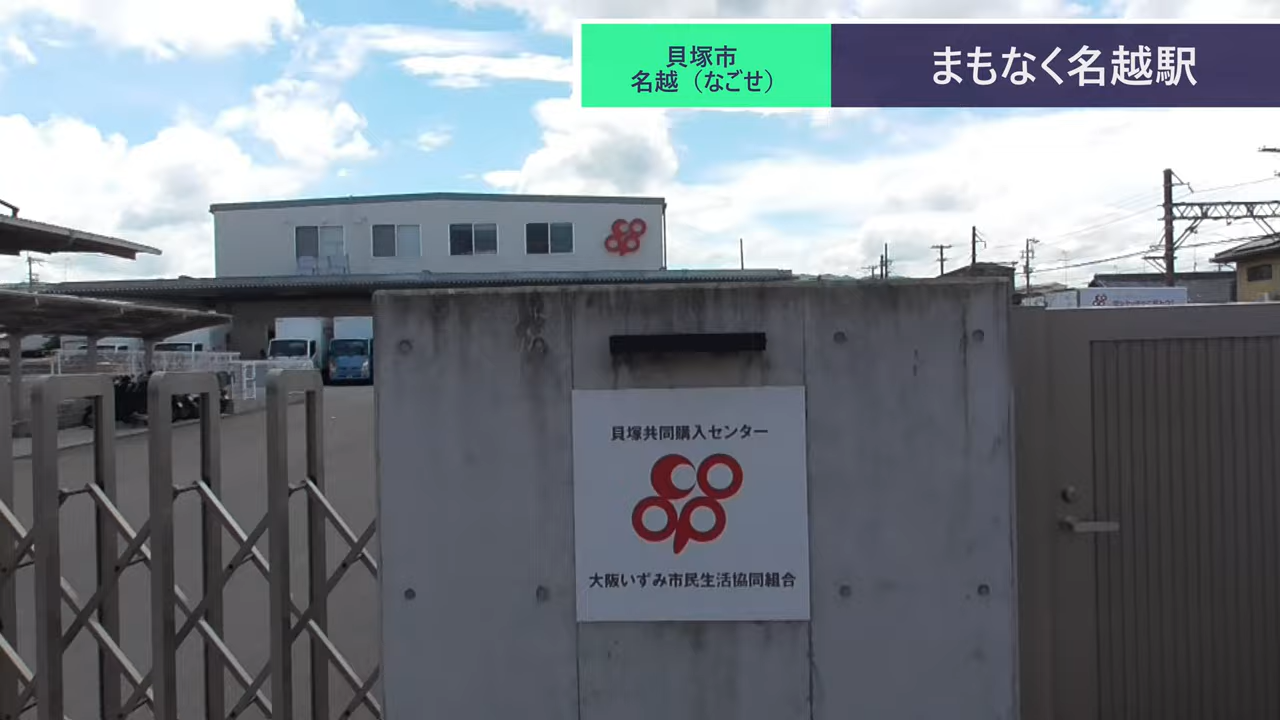 貝塚市
名越（なごせ）
まもなく名越駅
貝塚共同購入センター
coop
大阪いずみ市民生活協同組合